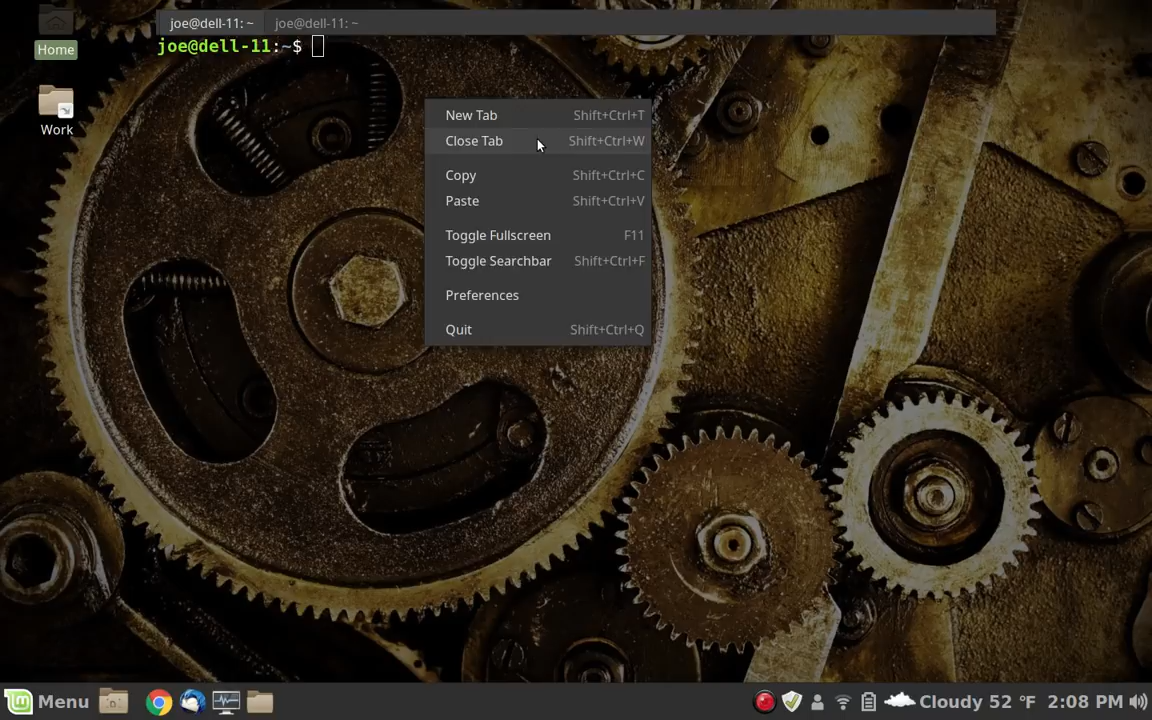 joe@dell-11: ~ joe@dell-11: ~
joe@dell-11:~$
Home
Work
New Tab Shift+Ctrl+T
Close Tab Shift+Ctrl+W
Copy Shift+Ctrl+C
Paste Shift+Ctrl+V
Toggle Fullscreen F11
Toggle Searchbar Shift+Ctrl+F
Preferences
Quit Shift+Ctrl+Q
Menu Cloudy 52 °F 2:08 PM